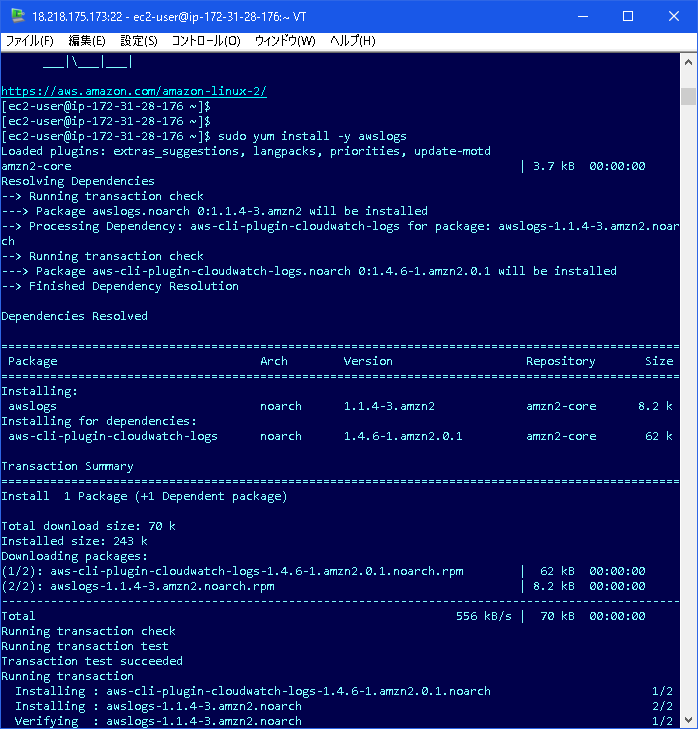 18.218.175.173:22 - ec2-user@ip-172-31-28-176:~ VT
ファイル(F) 編集(E) 設定(S) コントロール(O) ウィンドウ(W) ヘルプ(H)
___|\___|___|
https://aws.amazon.com/amazon-linux-2/
[ec2-user@ip-172-31-28-176 ~]$
[ec2-user@ip-172-31-28-176 ~]$
[ec2-user@ip-172-31-28-176 ~]$ sudo yum install -y awslogs
Loaded plugins: extras_suggestions, langpacks, priorities, update-motd
amzn2-core | 3.7 kB 00:00:00
Resolving Dependencies
--> Running transaction check
---> Package awslogs.noarch 0:1.1.4-3.amzn2 will be installed
--> Processing Dependency: aws-cli-plugin-cloudwatch-logs for package: awslogs-1.1.4-3.amzn2.noar
ch
--> Running transaction check
---> Package aws-cli-plugin-cloudwatch-logs.noarch 0:1.4.6-1.amzn2.0.1 will be installed
--> Finished Dependency Resolution
Dependencies Resolved
================================================================================
Package Arch Version Repository Size
================================================================================
Installing:
awslogs noarch 1.1.4-3.amzn2 amzn2-core 8.2 k
Installing for dependencies:
aws-cli-plugin-cloudwatch-logs noarch 1.4.6-1.amzn2.0.1 amzn2-core 62 k
Transaction Summary
================================================================================
Install 1 Package (+1 Dependent package)
Total download size: 70 k
Installed size: 243 k
Downloading packages:
(1/2): aws-cli-plugin-cloudwatch-logs-1.4.6-1.amzn2.0.1.noarch.rpm | 62 kB 00:00:00
(2/2): awslogs-1.1.4-3.amzn2.noarch.rpm | 8.2 kB 00:00:00
--------------------------------------------------------------------------------
Total 556 kB/s | 70 kB 00:00:00
Running transaction check
Running transaction test
Transaction test succeeded
Running transaction
Installing : aws-cli-plugin-cloudwatch-logs-1.4.6-1.amzn2.0.1.noarch 1/2
Installing : awslogs-1.1.4-3.amzn2.noarch 2/2
Verifying : awslogs-1.1.4-3.amzn2.noarch 1/2